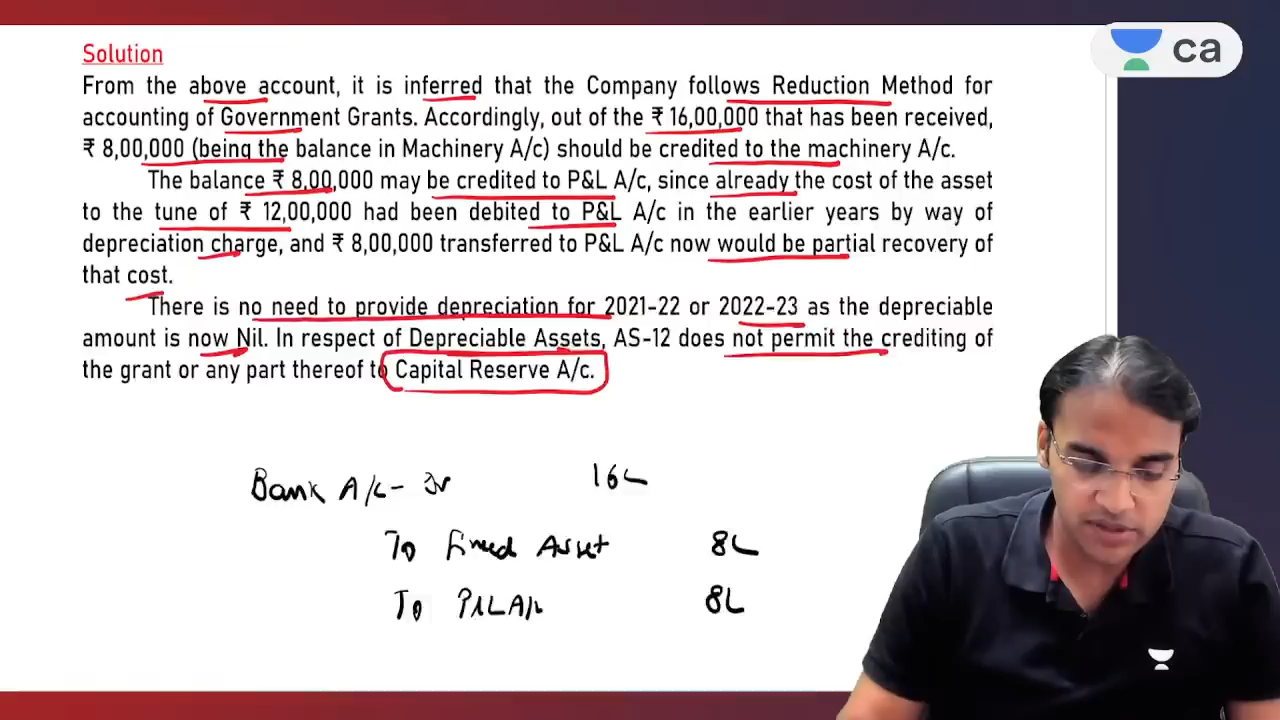 Solution
ca
From the above account, it is inferred that the Company follows Reduction Method for
accounting of Government Grants. Accordingly, out of the ₹ 16,00,000 that has been received,
₹ 8,00,000 (being the balance in Machinery A/c) should be credited to the machinery A/c.
The balance ₹ 8,00,000 may be credited to P&L A/c, since already the cost of the asset
to the tune of ₹ 12,00,000 had been debited to P&L A/c in the earlier years by way of
depreciation charge, and ₹ 8,00,000 transferred to P&L A/c now would be partial recovery of
that cost.
There is no need to provide depreciation for 2021-22 or 2022-23 as the depreciable
amount is now Nil. In respect of Depreciable Assets, AS-12 does not permit the crediting of
the grant or any part thereof to Capital Reserve A/c.
Bank A/c - Dr 16L
To Fixed Asset 8L
To P&L A/c 8L